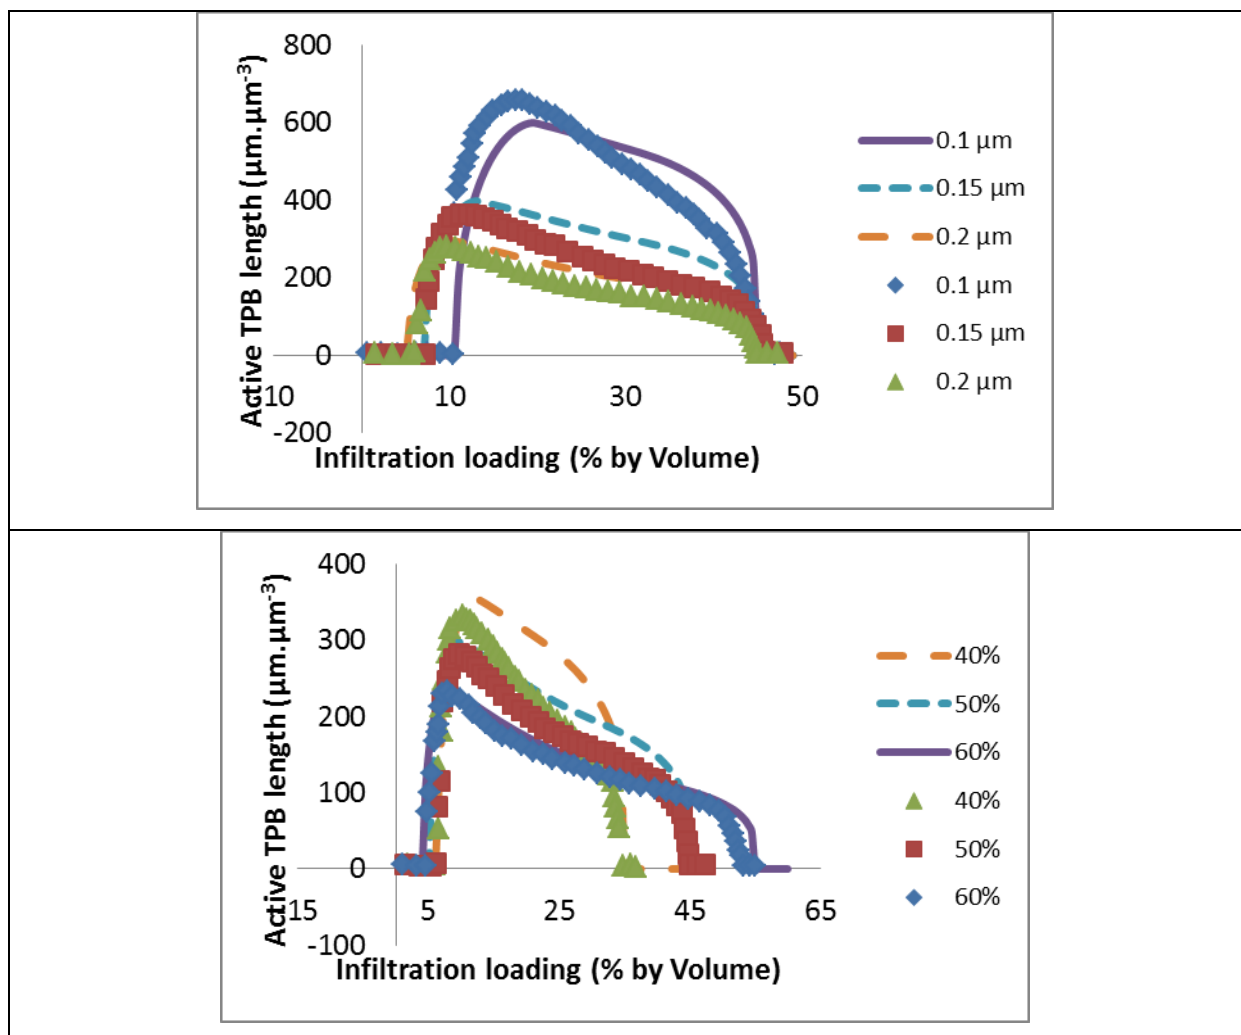 800
600
400
200
0
-200
-10
10
30
50
Active TPB length (µm.µm-3)
Infiltration loading (% by Volume)
0.1 µm
0.15 µm
0.2 µm
0.1 µm
0.15 µm
0.2 µm
400
300
200
100
0
-100
-15
5
25
45
65
Active TPB length ((µm.µm-3)
Infiltration loading (% by Volume)
40%
50%
60%
40%
50%
60%